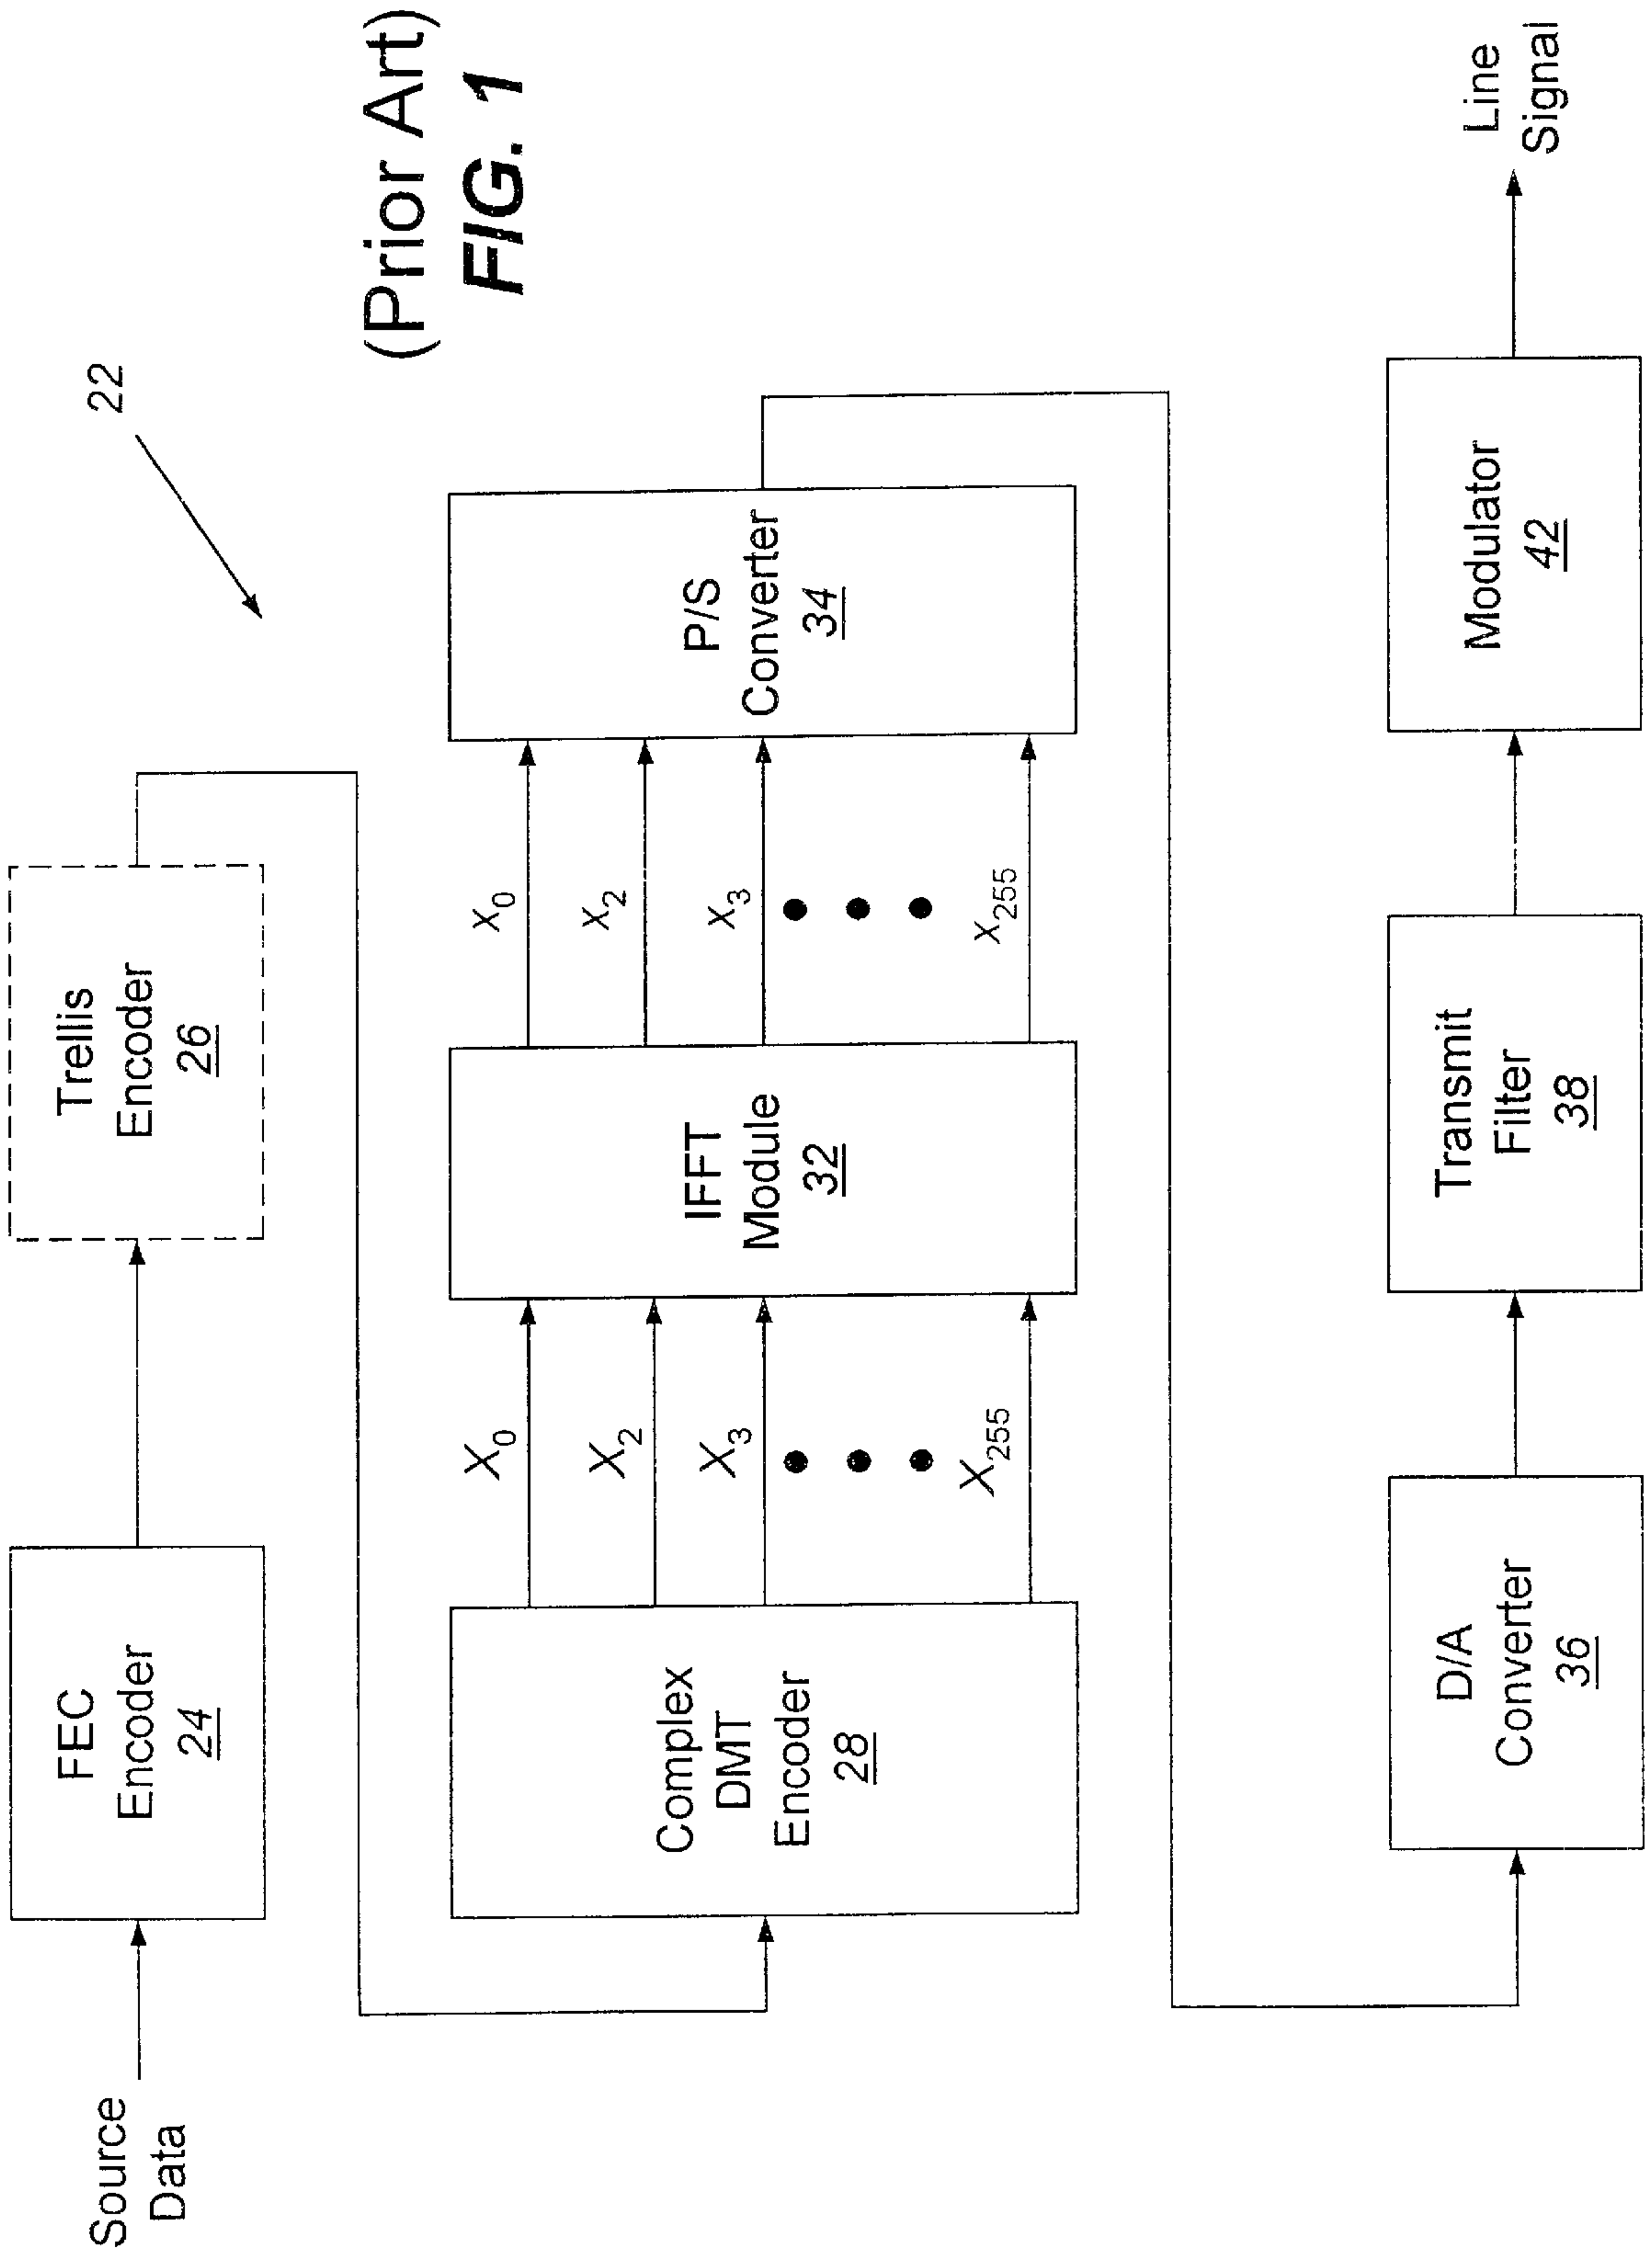 Source
Data
FEC
Encoder
24
Trellis
Encoder
26
22
(Prior Art)
FIG. 1
Complex
DMT
Encoder
28
X0
X2
X3
X255
IFFT
Module
32
x0
x2
x3
x255
P/S
Converter
34
D/A
Converter
36
Transmit
Filter
38
Modulator
42
Line
Signal